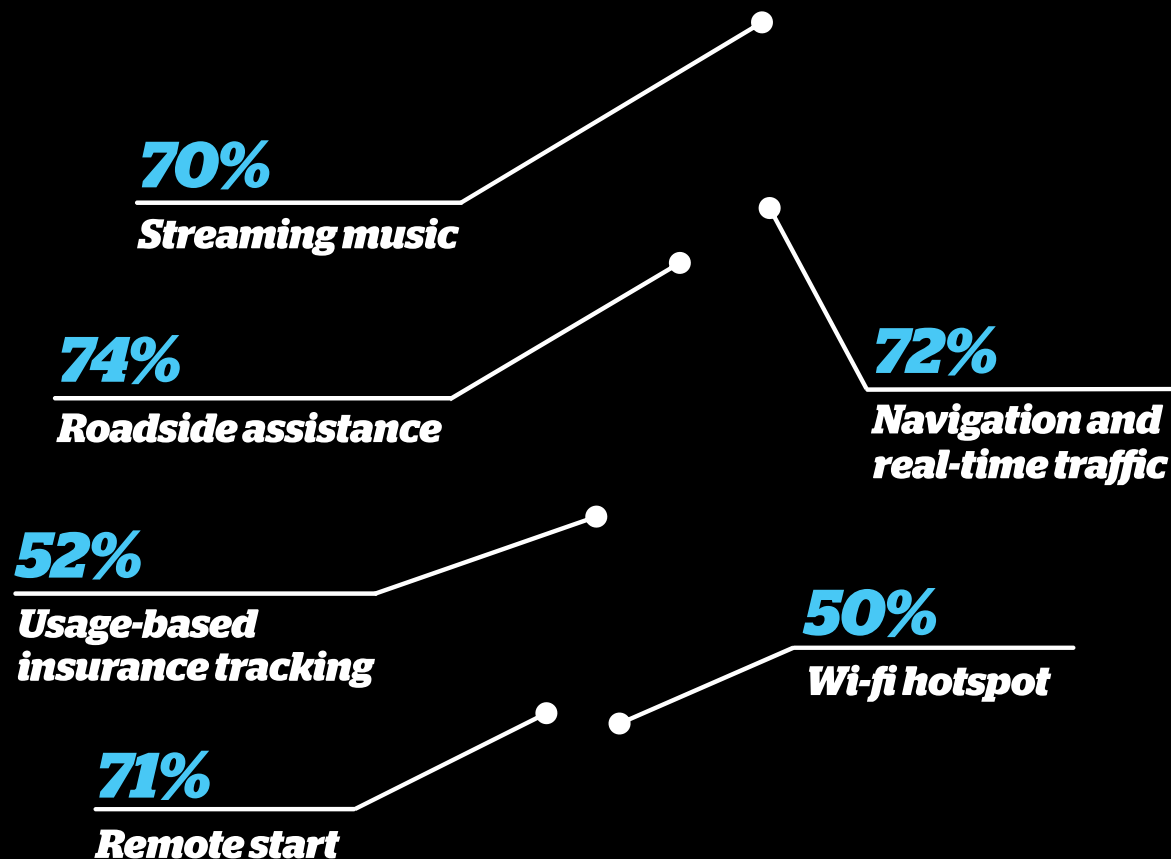 70%
Streaming music
74%
Roadside assistance
72%
Navigation and
real-time traffic
52%
Usage-based
insurance tracking
50%
Wi-fi hotspot
71%
Remote start